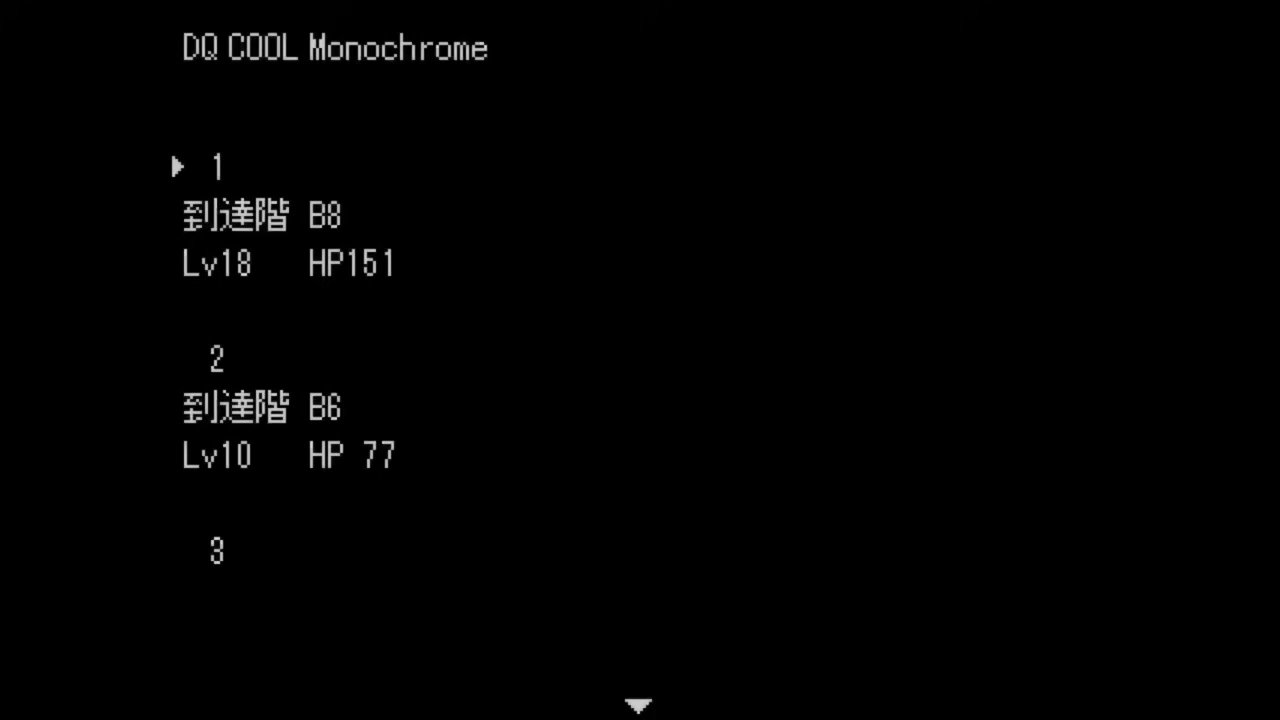 DQ COOL Monochrome
1
到達階 B8
Lv18 HP151
2
到達階 B6
Lv10 HP 77
3